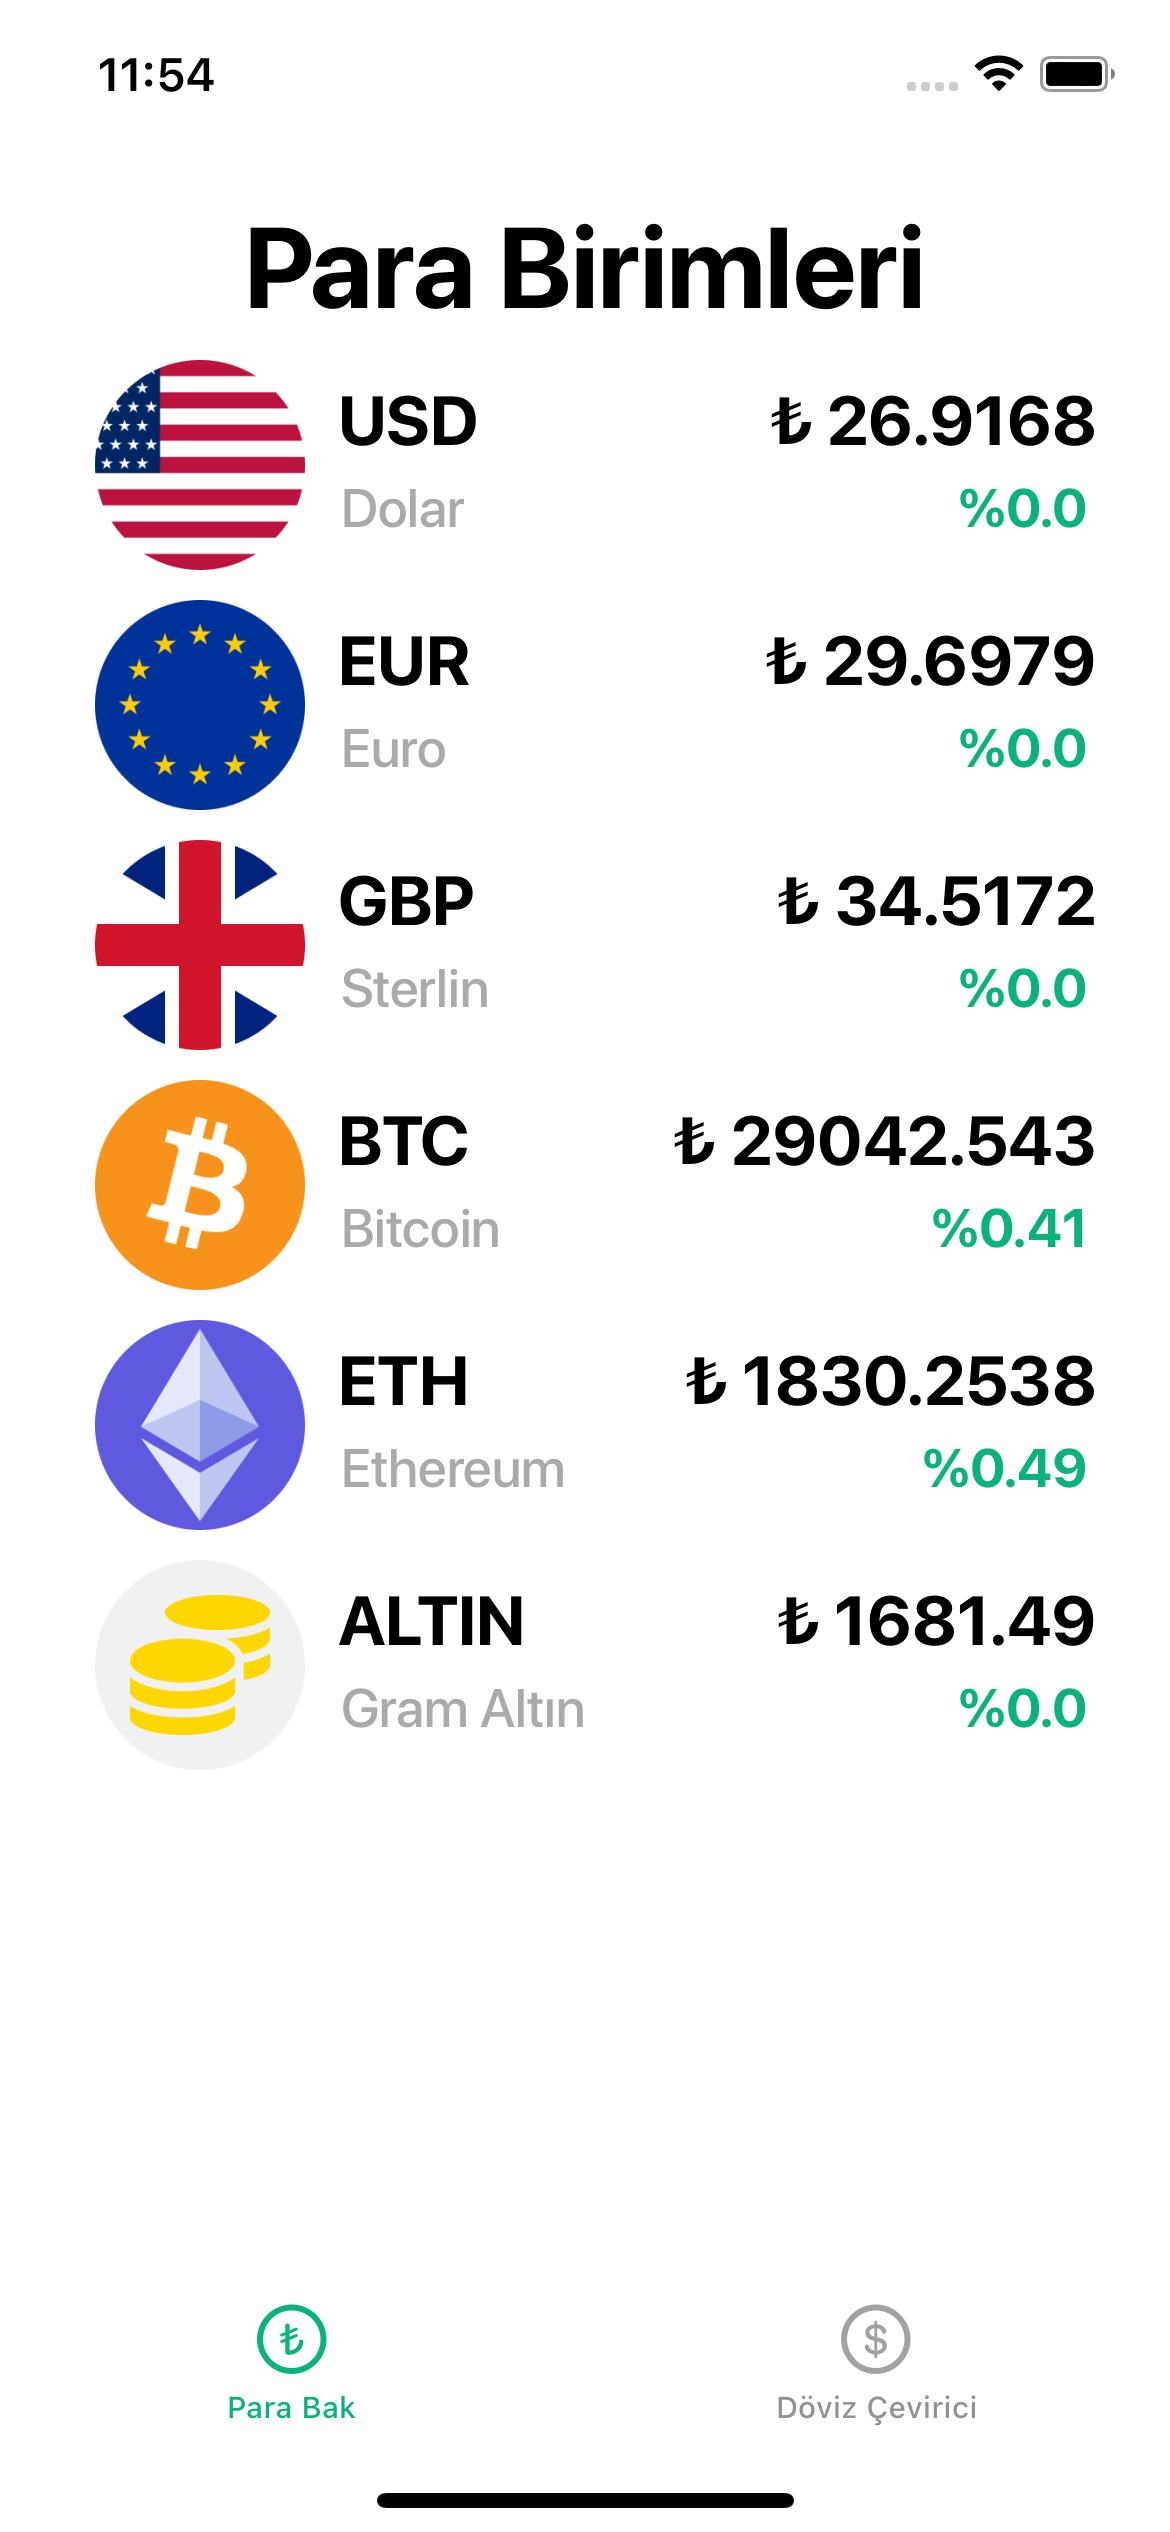 11:54
Para Birimleri
USD ₺ 26.9168
Dolar %0.0
EUR ₺ 29.6979
Euro %0.0
GBP ₺ 34.5172
Sterlin %0.0
BTC ₺ 29042.543
Bitcoin %0.41
ETH ₺ 1830.2538
Ethereum %0.49
ALTIN ₺ 1681.49
Gram Altın %0.0
₺ $
Para Bak Döviz Çevirici